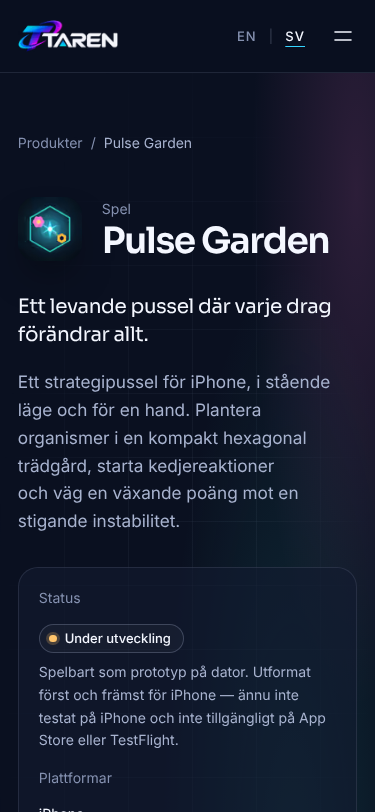 TAREN
EN | SV
Produkter / Pulse Garden
Spel
Pulse Garden
Ett levande pussel där varje drag
förändrar allt.
Ett strategipussel för iPhone, i stående
läge och för en hand. Plantera
organismer i en kompakt hexagonal
trädgård, starta kedjereaktioner
och väg en växande poäng mot en
stigande instabilitet.
Status
Under utveckling
Spelbart som prototyp på dator. Utformat
först och främst för iPhone — ännu inte
testat på iPhone och inte tillgängligt på App
Store eller TestFlight.
Plattformar